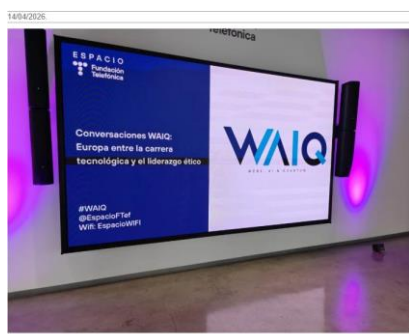 14/04/2026.
Telefónica
ESPACIO
Fundación
Telefónica
Conversaciones WAIQ:
Europa entre la carrera
tecnológica y el liderazgo ético
WAIQ
#WAIQ
@EspacioFTef
Wifi: EspacioWIFI